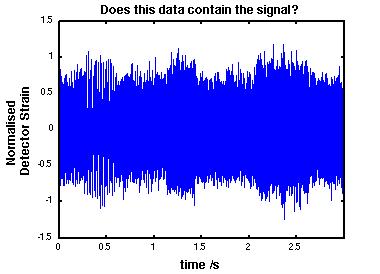 Does this data contain the signal?
1.5
1
0.5
0
-0.5
-1
-1.5
Normalised
Detector Strain
0 0.5 1 1.5 2 2.5
time /s